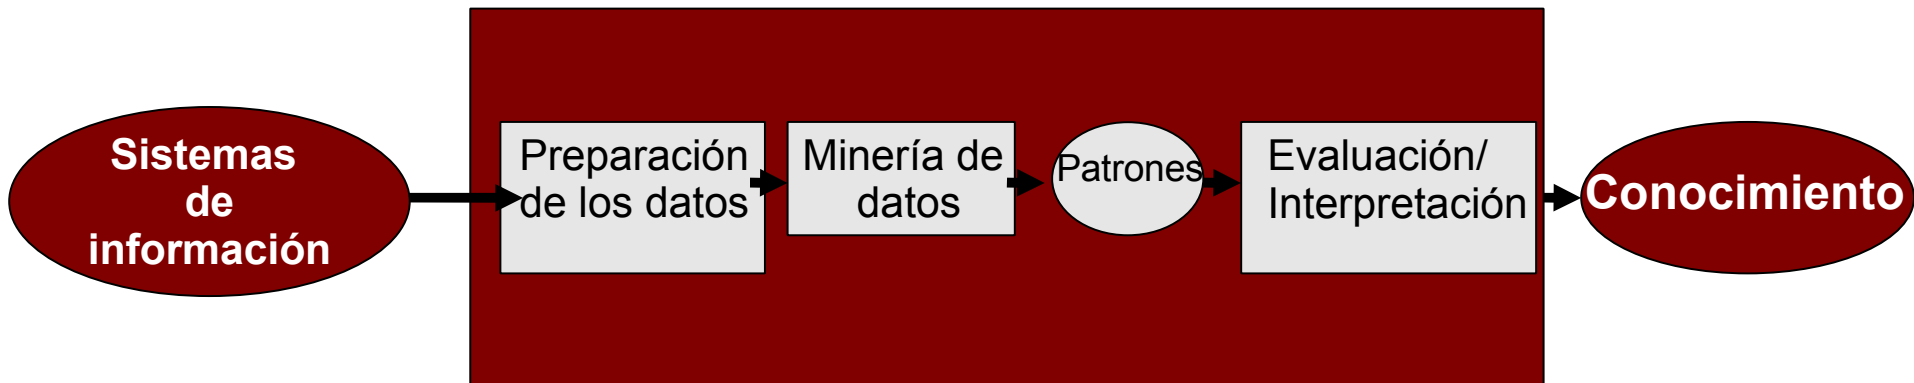 Sistemas
de
información
Preparación
de los datos
Minería de
datos
Patrones
Evaluación/
Interpretación
Conocimiento